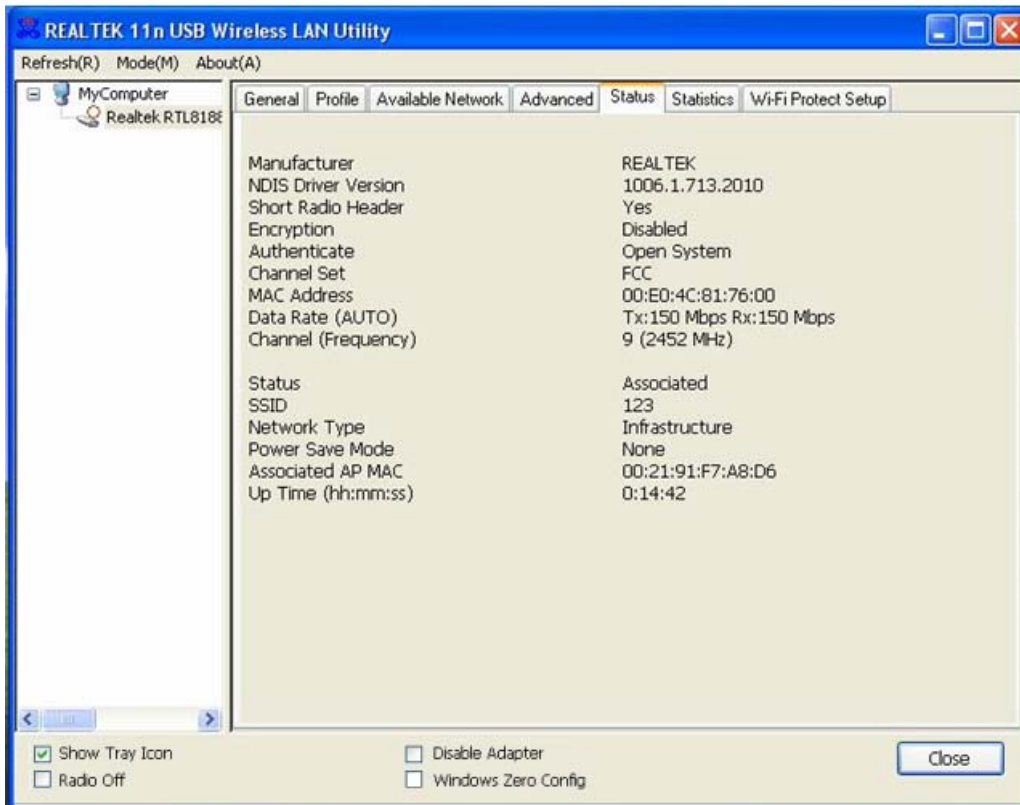 REALTEK 11n USB Wireless LAN Utility
Refresh(R) Mode(M) About(A)
MyComputer
Realtek RTL8188
General Profile Available Network Advanced Status Statistics Wi-Fi Protect Setup
Manufacturer REALTEK
NDIS Driver Version 1006.1.713.2010
Short Radio Header Yes
Encryption Disabled
Authenticate Open System
Channel Set FCC
MAC Address 00:E0:4C:81:76:00
Data Rate (AUTO) Tx:150 Mbps Rx:150 Mbps
Channel (Frequency) 9 (2452 MHz)
Status Associated
SSID 123
Network Type Infrastructure
Power Save Mode None
Associated AP MAC 00:21:91:F7:A8:D6
Up Time (hh:mm:ss) 0:14:42
Show Tray Icon Disable Adapter Close
Radio Off Windows Zero Config